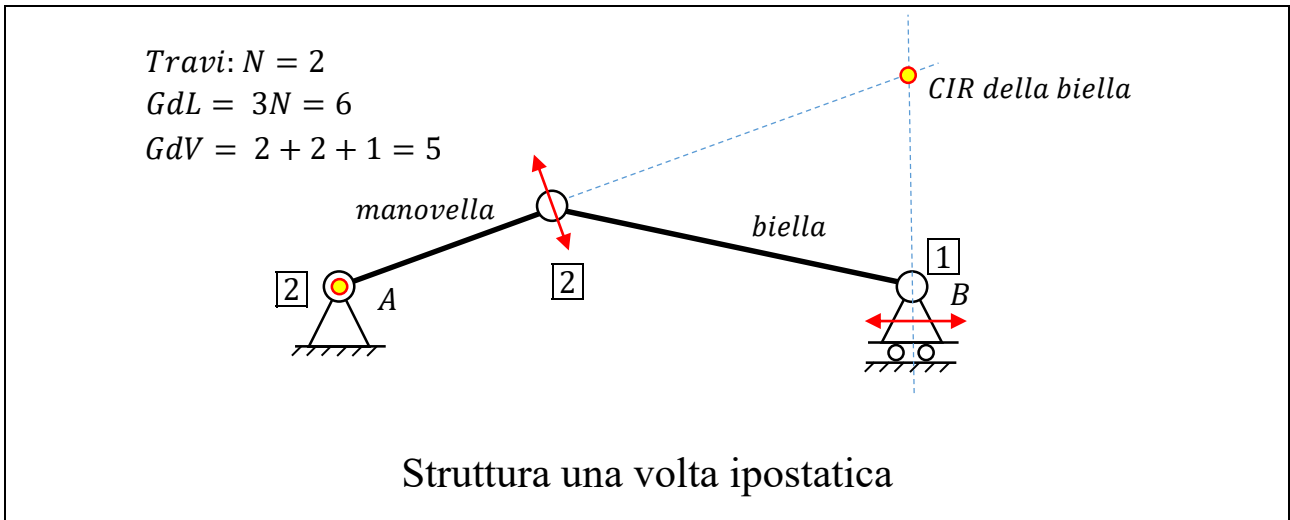 Travi: N = 2
GdL = 3N = 6
GdV = 2 + 2 + 1 = 5
CIR della biella
manovella
biella
2
A
2
1
B
Struttura una volta ipostatica